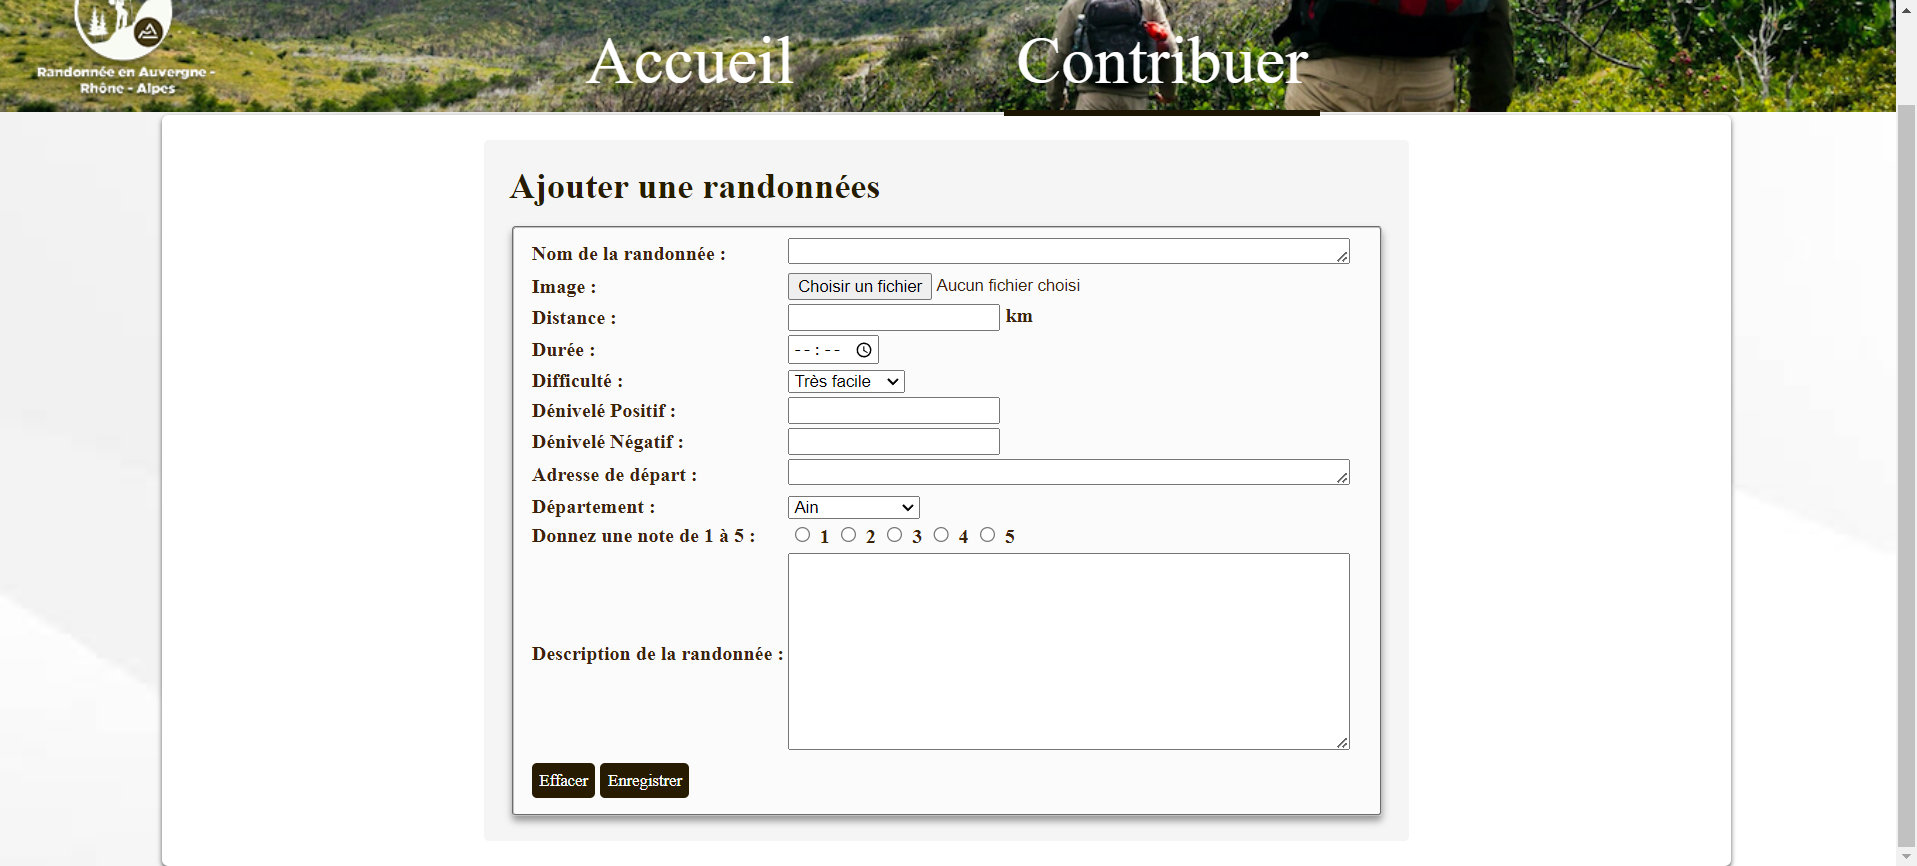 Randonnée en Auvergne -
Rhône - Alpes
Accueil
Contribuer
Ajouter une randonnées
Nom de la randonnée :
Image : Choisir un fichier Aucun fichier choisi
Distance : km
Durée : --:--
Difficulté : Très facile
Dénivelé Positif :
Dénivelé Négatif :
Adresse de départ :
Département : Ain
Donnez une note de 1 à 5 : 1 2 3 4 5
Description de la randonnée :
Effacer Enregistrer